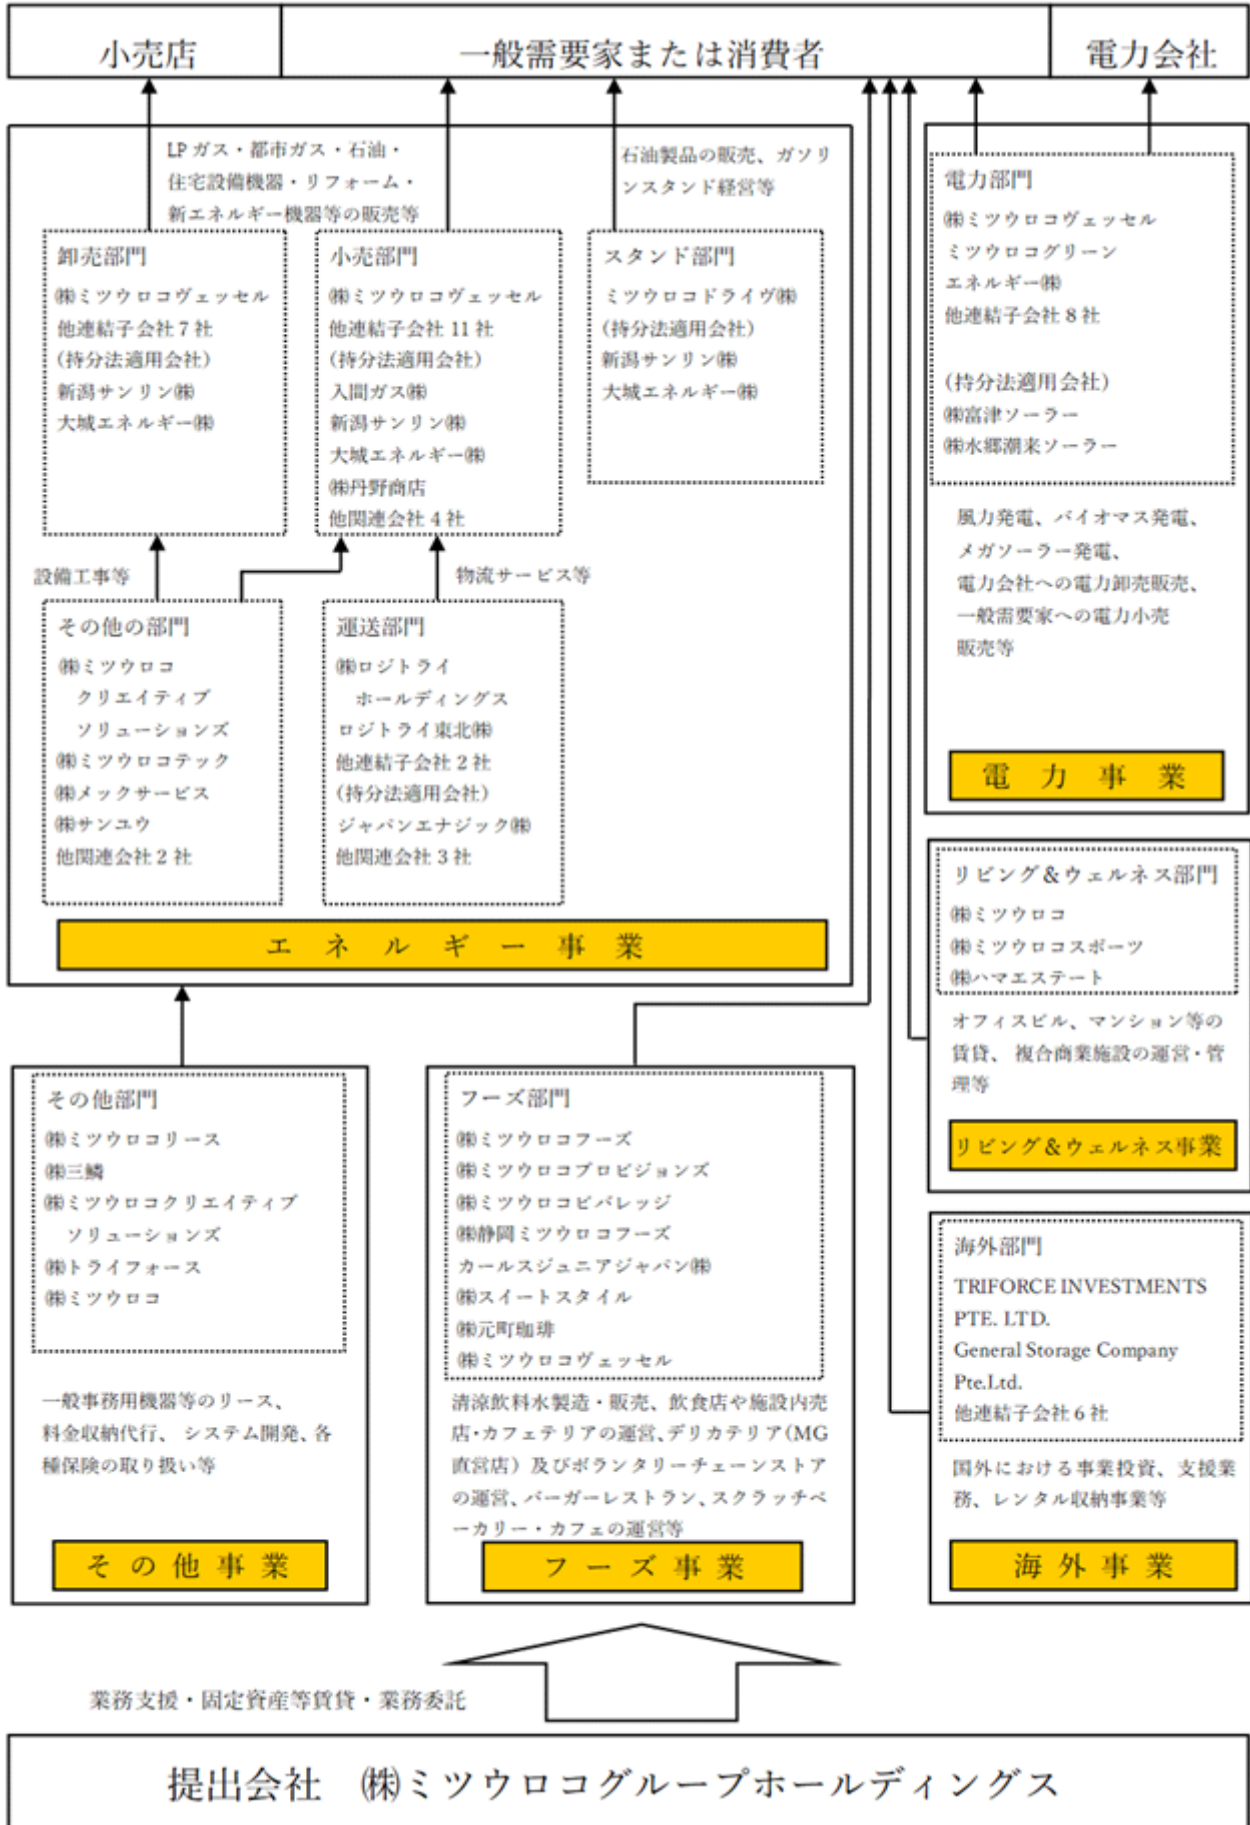 小売店
一般需要家または消費者
電力会社
LPガス・都市ガス・石油・
住宅設備機器・リフォーム・
新エネルギー機器等の販売等
石油製品の販売、ガソリ
ンスタンド経営等
卸売部門
㈱ミツウロコヴェッセル
他連結子会社7社
(持分法適用会社)
新潟サンリン㈱
大城エネルギー㈱
小売部門
㈱ミツウロコヴェッセル
他連結子会社11社
(持分法適用会社)
入間ガス㈱
新潟サンリン㈱
大城エネルギー㈱
㈱丹野商店
他関連会社4社
スタンド部門
ミツウロコドライヴ㈱
(持分法適用会社)
新潟サンリン㈱
大城エネルギー㈱
設備工事等
物流サービス等
その他の部門
㈱ミツウロコ
クリエイティブ
ソリューションズ
㈱ミツウロコテック
㈱メックサービス
㈱サンユウ
他関連会社2社
運送部門
㈱ロジトライ
ホールディングス
ロジトライ東北㈱
他連結子会社2社
(持分法適用会社)
ジャパンエナジック㈱
他関連会社3社
エネルギー事業
電力部門
㈱ミツウロコヴェッセル
ミツウロコグリーン
エネルギー㈱
他連結子会社8社
(持分法適用会社)
㈱富津ソーラー
㈱水郷潮来ソーラー
風力発電、バイオマス発電、
メガソーラー発電、
電力会社への電力卸売販売、
一般需要家への電力小売
販売等
電力事業
リビング&ウェルネス部門
㈱ミツウロコ
㈱ミツウロコスポーツ
㈱ハマエステート
オフィスビル、マンション等の
賃貸、 複合商業施設の運営・管
理等
リビング&ウェルネス事業
その他部門
㈱ミツウロコリース
㈱三鱗
㈱ミツウロコクリエイティブ
ソリューションズ
㈱トライフォース
㈱ミツウロコ
一般事務用機器等のリース、
料金収納代行、 システム開発、各
種保険の取り扱い等
その他事業
フーズ部門
㈱ミツウロコフーズ
㈱ミツウロコプロビジョンズ
㈱ミツウロコビバレッジ
㈱静岡ミツウロコフーズ
カールスジュニアジャパン㈱
㈱スイートスタイル
㈱元町珈琲
㈱ミツウロコヴェッセル
清涼飲料水製造・販売、飲食店や施設内売
店・カフェテリアの運営、デリカテリア(MG
直営店) 及びボランタリーチェーンストア
の運営、バーガーレストラン、スクラッチベ
ーカリー・カフェの運営等
フーズ事業
海外部門
TRIFORCE INVESTMENTS
PTE. LTD.
General Storage Company
Pte.Ltd.
他連結子会社6社
国外における事業投資、支援業
務、レンタル収納事業等
海外事業
業務支援・固定資産等賃貸・業務委託
提出会社 ㈱ミツウロコグループホールディングス